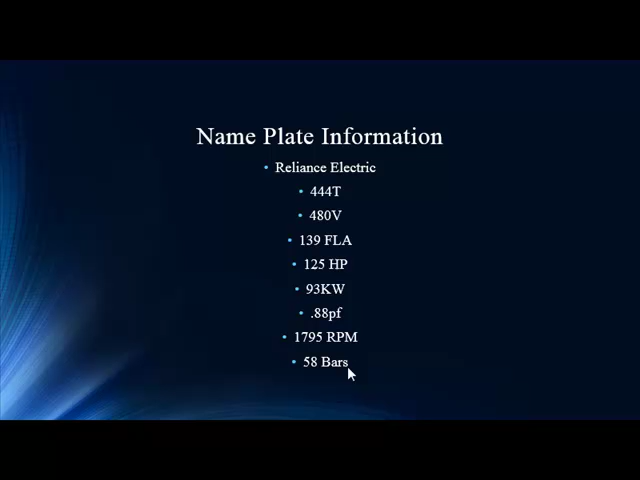 Name Plate Information
• Reliance Electric
• 444T
• 480V
• 139 FLA
• 125 HP
• 93KW
• .88pf
• 1795 RPM
• 58 Bars